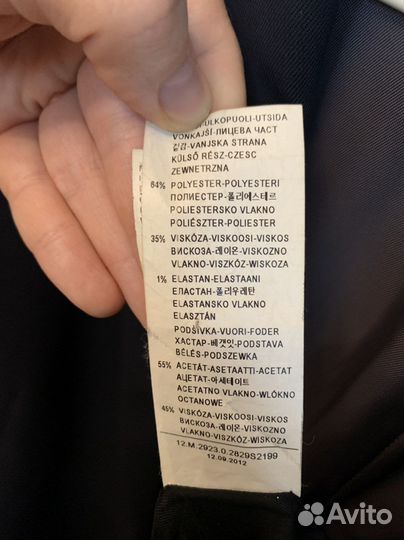 ULKOPUOLI-UTSIDA
VONKAJŠÍ-ЛИЦЕВА ЧАСТ
겉감-VANJSKA STRANA
KÜLSŐ RÉSZ-CZESC
ZEWNETRZNA
64% POLYESTER-POLYESTERI
ПОЛИЕСТЕР-폴리에스테르
POLIESTERSKO VLAKNO
POLIÉSZTER-POLIESTER
35% VISKÓZA-VISKOOSI-VISKOS
ВИСКОЗА-레이온-VISKOZNO
VLAKNO-VISZKÓZ-WISKOZA
1% ELASTAN-ELASTAANI
ЕЛАСТАН-폴리우레탄
ELASTANSKO VLAKNO
ELASZTÁN
PODŠÍVKA-VUORI-FODER
ХАСТАР-베갯잇-PODSTAVA
BÉLÉS-PODSZEWKA
55% ACETÁT-ASETAATTI-ACETAT
АЦЕТАТ-아세테이트
ACETATNO VLAKNO-WLÓKNO
OCTANOWE
45% VISKÓZA-VISKOOSI-VISKOS
ВИСКОЗА-레이온-VISKOZNO
VLAKNO-VISZKÓZ-WISKOZA
12.M.2923.0.2829S2199
12.09.2012
Avito